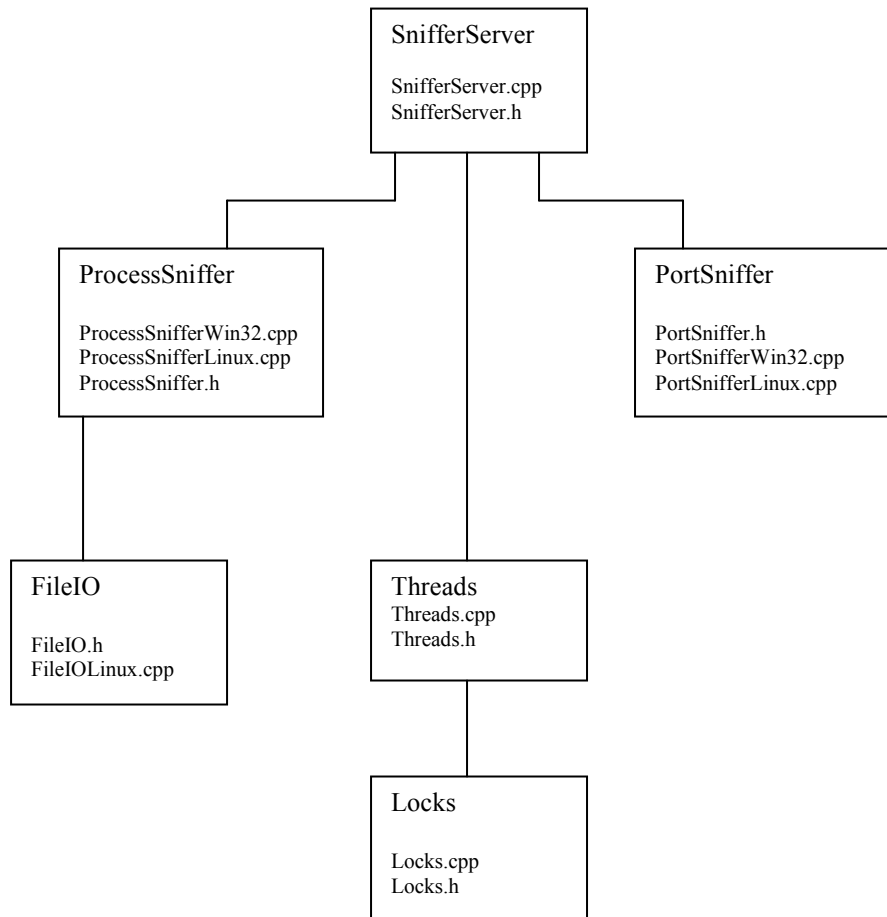 SnifferServer
SnifferServer.cpp
SnifferServer.h
ProcessSniffer
ProcessSnifferWin32.cpp
ProcessSnifferLinux.cpp
ProcessSniffer.h
PortSniffer
PortSniffer.h
PortSnifferWin32.cpp
PortSnifferLinux.cpp
FileIO
FileIO.h
FileIOLinux.cpp
Threads
Threads.cpp
Threads.h
Locks
Locks.cpp
Locks.h